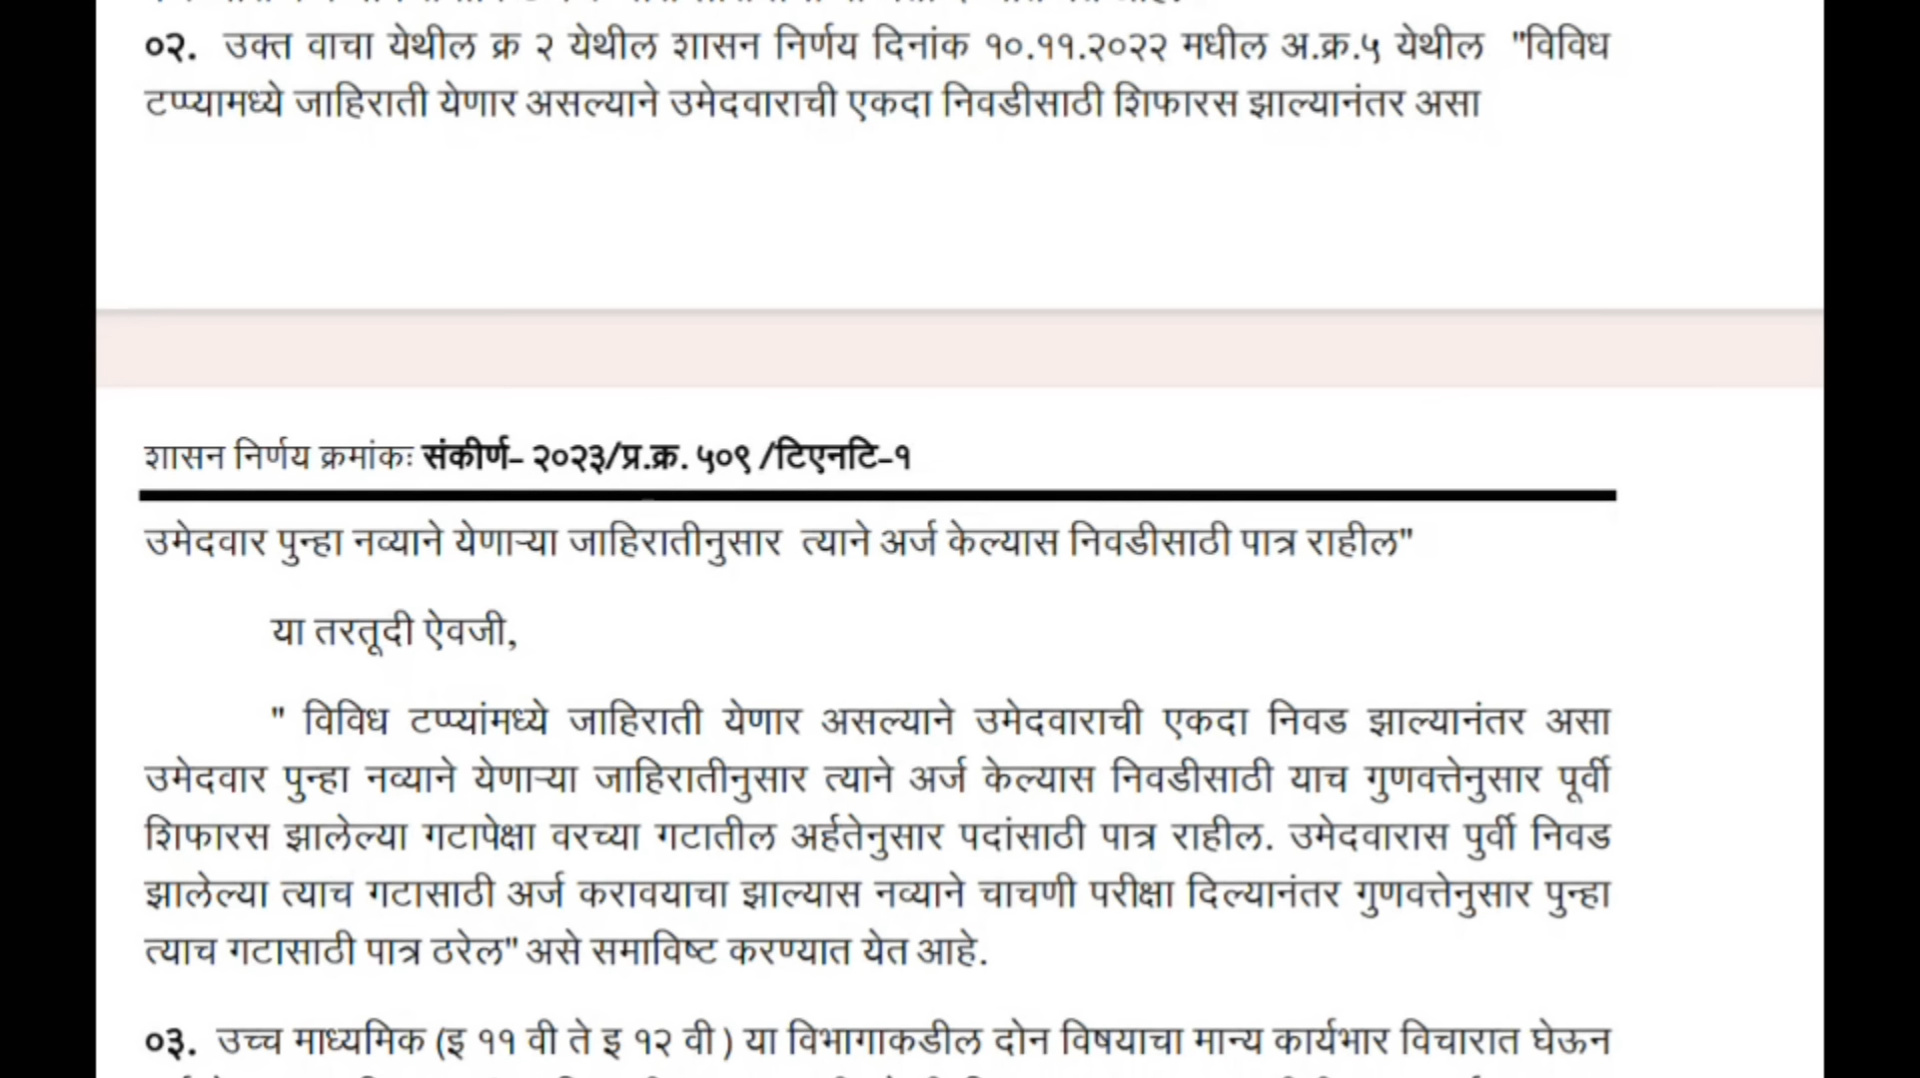 ०२. उक्त वाचा येथील क्र २ येथील शासन निर्णय दिनांक १०.११.२०२२ मधील अ.क्र.५ येथील "विविध
टप्प्यामध्ये जाहिराती येणार असल्याने उमेदवाराची एकदा निवडीसाठी शिफारस झाल्यानंतर असा
शासन निर्णय क्रमांकः संकीर्ण– २०२३/प्र.क्र. ५०९ /टिएनटि–१
उमेदवार पुन्हा नव्याने येणाऱ्या जाहिरातीनुसार त्याने अर्ज केल्यास निवडीसाठी पात्र राहील"
या तरतूदी ऐवजी,
" विविध टप्प्यांमध्ये जाहिराती येणार असल्याने उमेदवाराची एकदा निवड झाल्यानंतर असा
उमेदवार पुन्हा नव्याने येणाऱ्या जाहिरातीनुसार त्याने अर्ज केल्यास निवडीसाठी याच गुणवत्तेनुसार पूर्वी
शिफारस झालेल्या गटापेक्षा वरच्या गटातील अर्हतेनुसार पदांसाठी पात्र राहील. उमेदवारास पुर्वी निवड
झालेल्या त्याच गटासाठी अर्ज करावयाचा झाल्यास नव्याने चाचणी परीक्षा दिल्यानंतर गुणवत्तेनुसार पुन्हा
त्याच गटासाठी पात्र ठरेल" असे समाविष्ट करण्यात येत आहे.
०३. उच्च माध्यमिक (इ ११ वी ते इ १२ वी ) या विभागाकडील दोन विषयाचा मान्य कार्यभार विचारात घेऊन